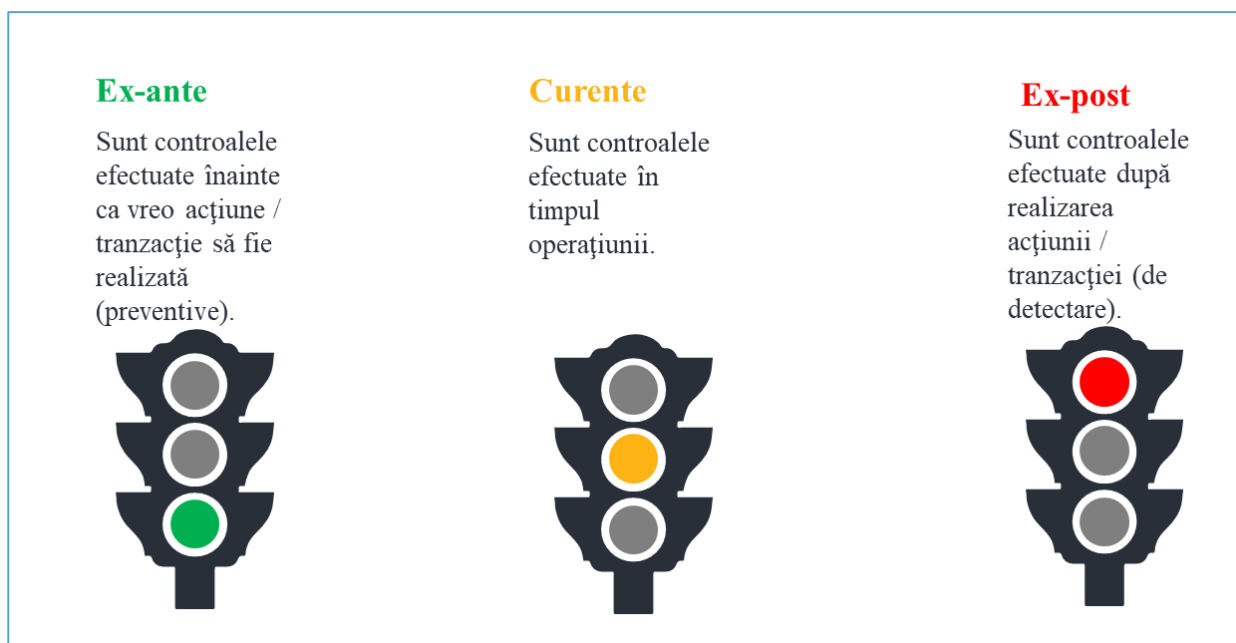 Ex-ante
Sunt controalele
efectuate înainte
ca vreo acţiune /
tranzacţie să fie
realizată
(preventive).
Curente
Sunt controalele
efectuate în
timpul
operaţiunii.
Ex-post
Sunt controalele
efectuate după
realizarea
acţiunii /
tranzacţiei (de
detectare).